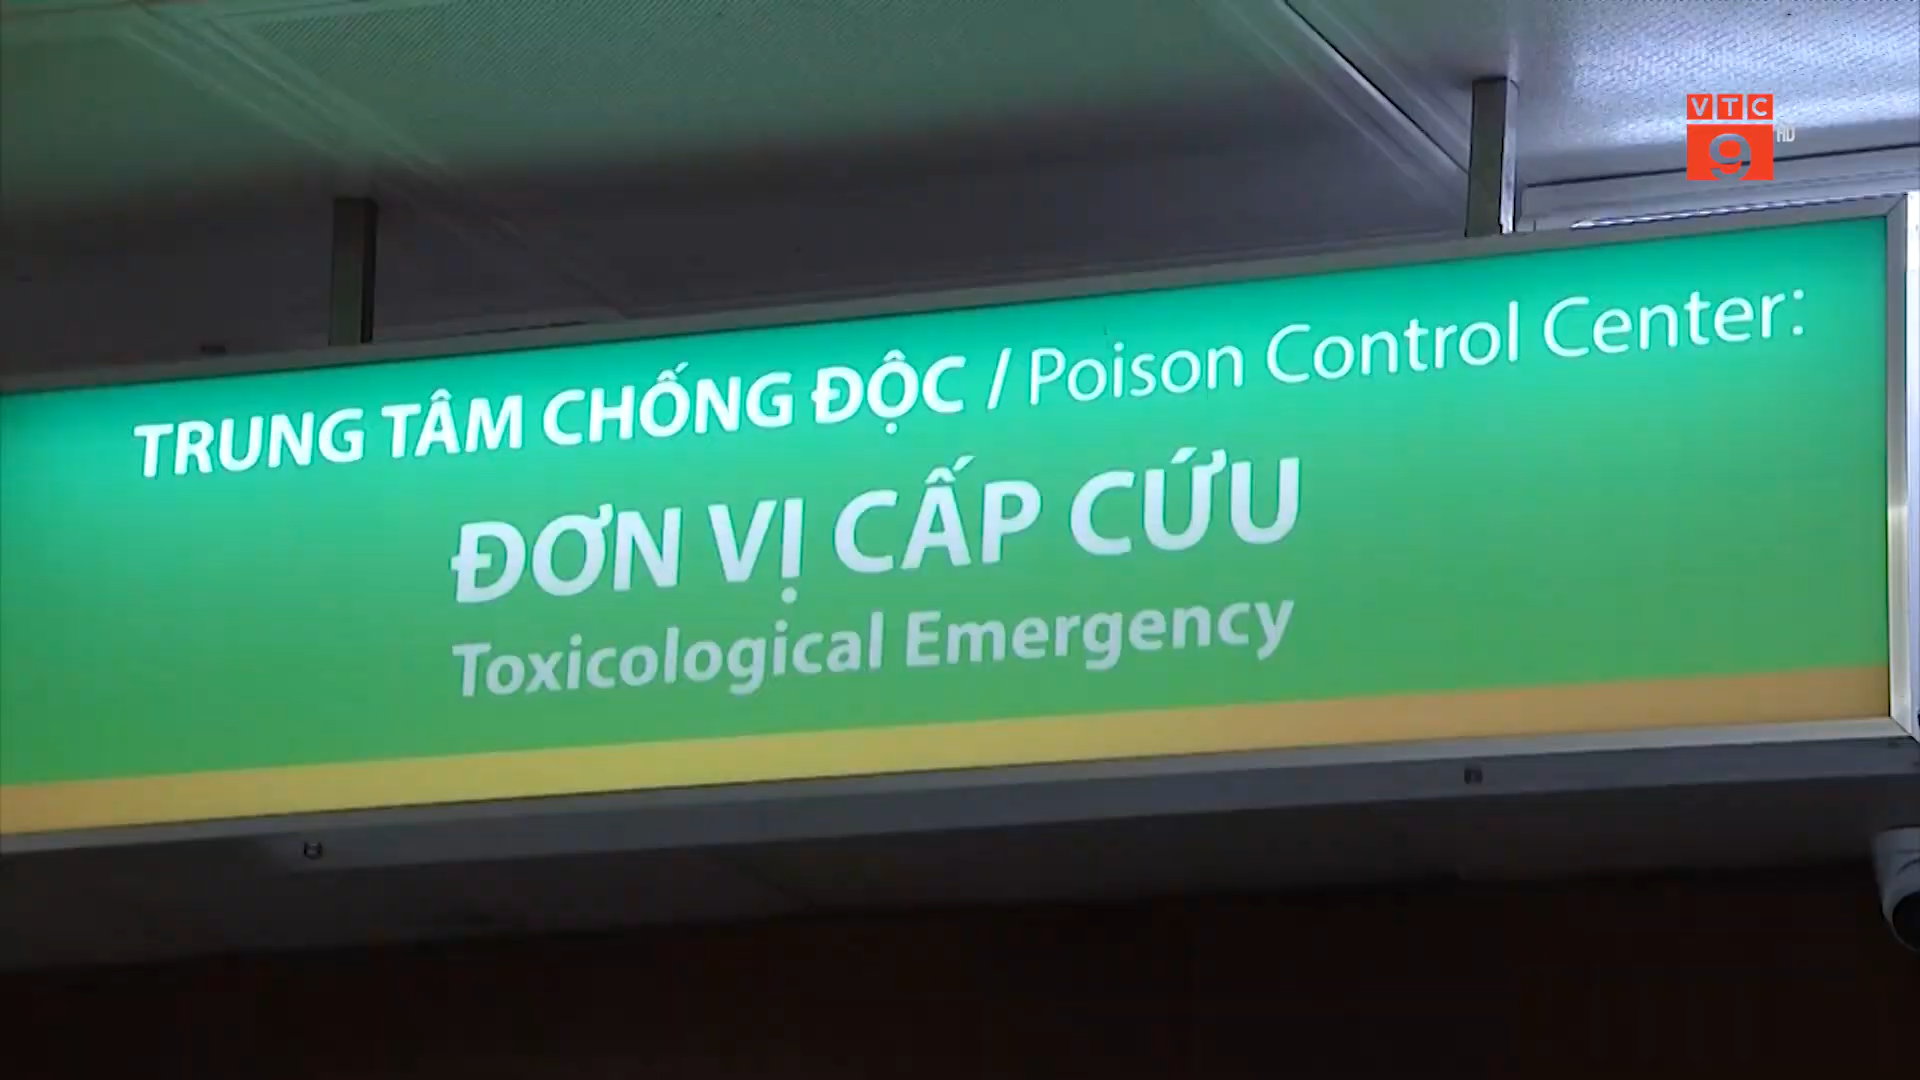 VTC
9 HD
TRUNG TÂM CHỐNG ĐỘC / Poison Control Center:
ĐƠN VỊ CẤP CỨU
Toxicological Emergency